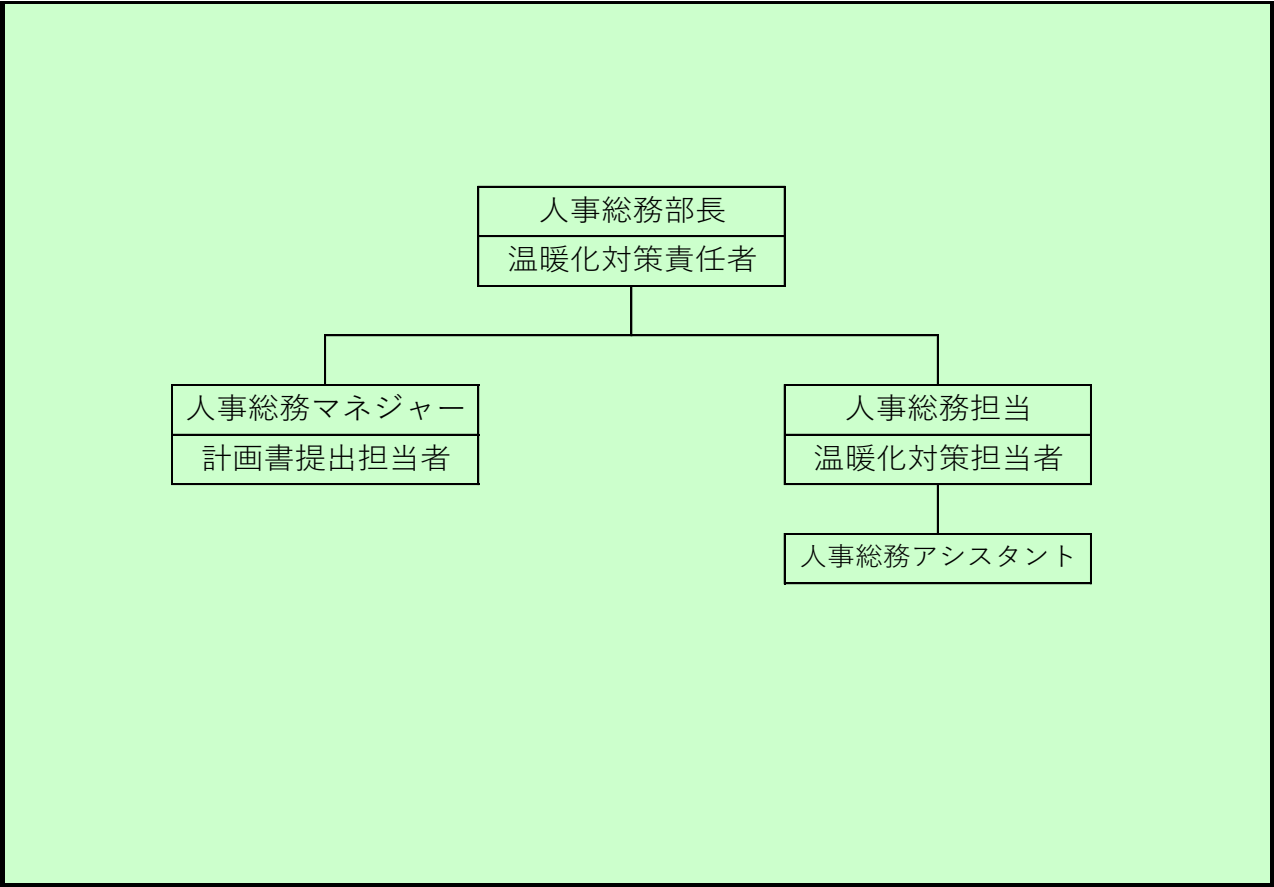 人事総務部長
温暖化対策責任者
人事総務マネジャー
計画書提出担当者
人事総務担当
温暖化対策担当者
人事総務アシスタント